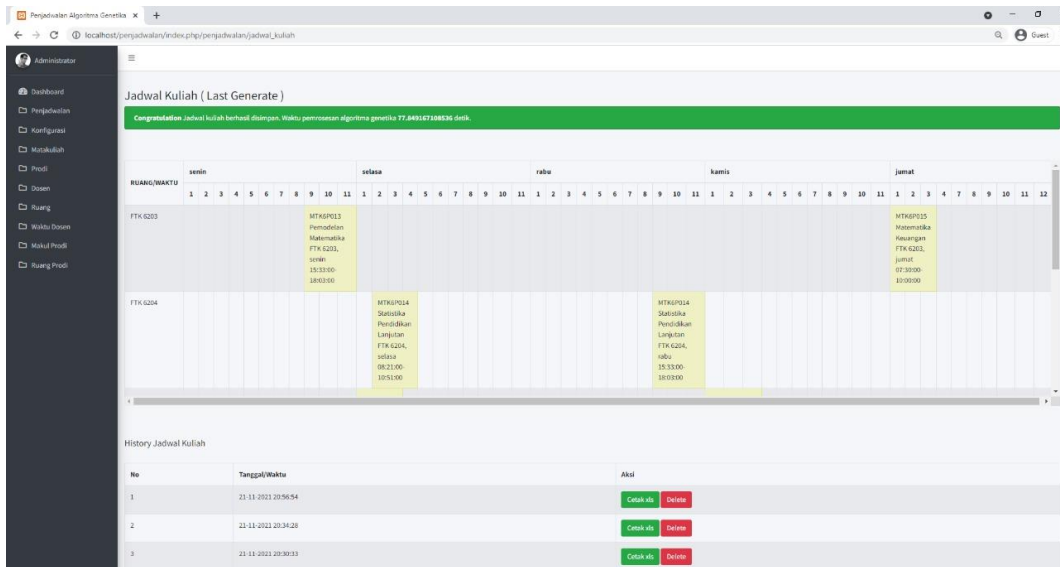 Penjadwalan Algoritma Genetika
localhost/penjadwalan/index.php/penjadwalan/jadwal_kuliah
Guest
Administrator
Dashboard
Penjadwalan
Konfigurasi
Matakuliah
Prodi
Dosen
Ruang
Waktu Dosen
Makul Prodi
Ruang Prodi
Jadwal Kuliah ( Last Generate )
Congratulation Jadwal kuliah berhasil disimpan. Waktu pemrosesan algoritma genetika 77.849167108536 detik.
RUANG/WAKTU senin selasa rabu kamis jumat
1 2 3 4 5 6 7 8 9 10 11 1 2 3 4 5 6 7 8 9 10 11 1 2 3 4 5 6 7 8 9 10 11 1 2 3 4 5 6 7 8 9 10 11 1 2 3 4 7 8 9 10 11 12
FTK 6203
MTK6P013
Pemodelan
Matematika
FTK 6203,
senin
15:33:00-
18:03:00
MTK6P015
Matematika
Keuangan
FTK 6203,
jumat
07:30:00-
10:00:00
FTK 6204
MTK6P014
Statistika
Pendidikan
Lanjutan
FTK 6204,
selasa
08:21:00-
10:51:00
MTK6P014
Statistika
Pendidikan
Lanjutan
FTK 6204,
rabu
15:33:00-
18:03:00
History Jadwal Kuliah
No Tanggal/Waktu Aksi
1 21-11-2021 20:56:54 Cetak xls Delete
2 21-11-2021 20:34:28 Cetak xls Delete
3 21-11-2021 20:30:33 Cetak xls Delete